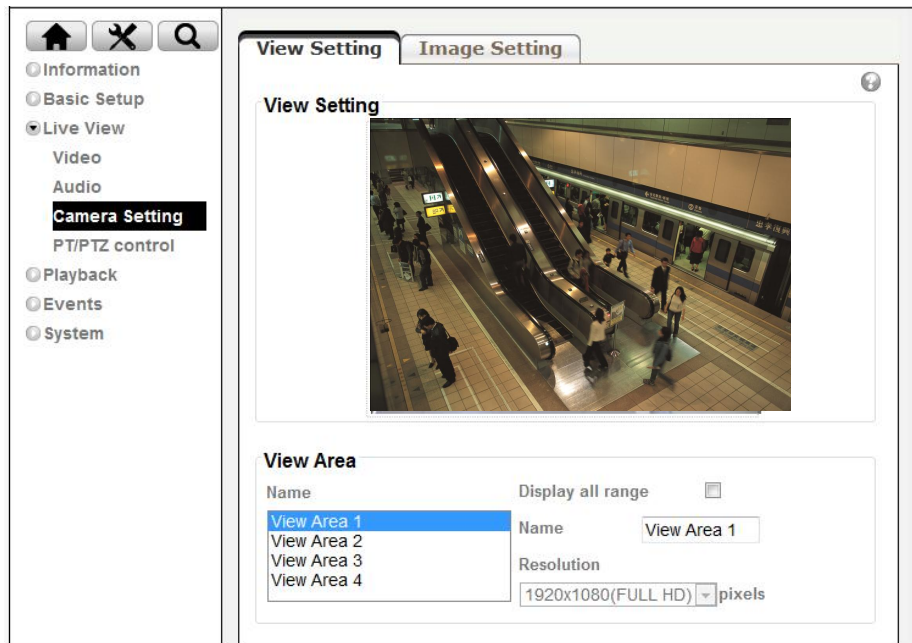 Information
Basic Setup
Live View
Video
Audio
Camera Setting
PT/PTZ control
Playback
Events
System
View Setting
Image Setting
?
View Setting
View Area
Name
View Area 1
View Area 2
View Area 3
View Area 4
Display all range
Name
View Area 1
Resolution
1920x1080(FULL HD)
pixels